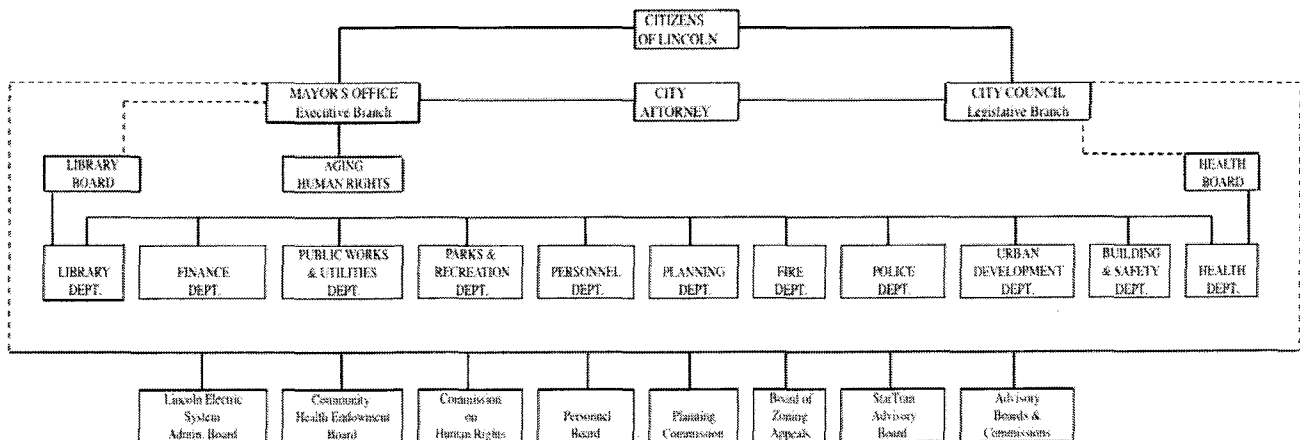 CITIZENS
OF LINCOLN
MAYOR S OFFICE
Executive Branch
CITY
ATTORNEY
CITY COUNCIL
Legislative Branch
LIBRARY
BOARD
AGING
HUMAN RIGHTS
HEALTH
BOARD
LIBRARY
DEPT.
FINANCE
DEPT.
PUBLIC WORKS
& UTILITIES
DEPT.
PARKS &
RECREATION
DEPT.
PERSONNEL
DEPT.
PLANNING
DEPT.
FIRE
DEPT.
POLICE
DEPT.
URBAN
DEVELOPMENT
DEPT.
BUILDING
& SAFETY
DEPT.
HEALTH
DEPT.
Lincoln Electric
System
Admin. Board
Community
Health Endowment
Board
Commission
on
Human Rights
Personnel
Board
Planning
Commission
Board of
Zoning
Appeals
StarTran
Advisory
Board
Advisory
Boards &
Commissions